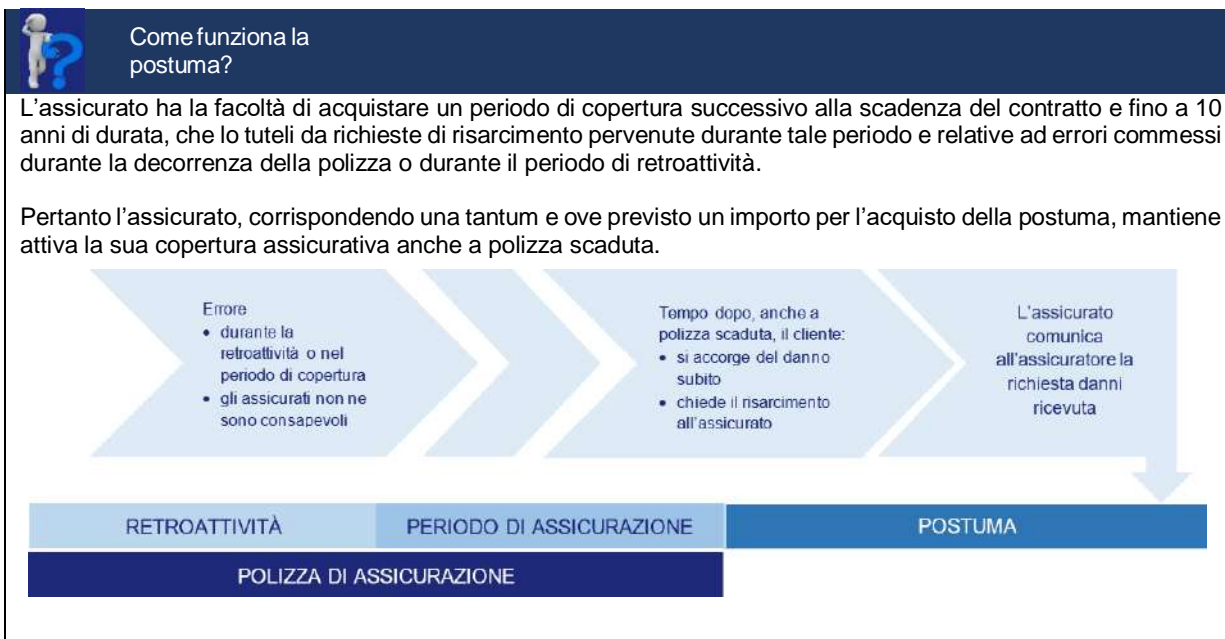 Come funziona la
postuma?
L'assicurato ha la facoltà di acquistare un periodo di copertura successivo alla scadenza del contratto e fino a 10
anni di durata, che lo tuteli da richieste di risarcimento pervenute durante tale periodo e relative ad errori commessi
durante la decorrenza della polizza o durante il periodo di retroattività.
Pertanto l'assicurato, corrispondendo una tantum e ove previsto un importo per l'acquisto della postuma, mantiene
attiva la sua copertura assicurativa anche a polizza scaduta.
Errore
• durante la
retroattività o nel
periodo di copertura
• gli assicurati non ne
sono consapevoli
Tempo dopo, anche a
polizza scaduta, il cliente:
• si accorge del danno
subito
• chiede il risarcimento
all'assicurato
L'assicurato
comunica
all'assicuratore la
richiesta danni
ricevuta
RETROATTIVITÀ
PERIODO DI ASSICURAZIONE
POSTUMA
POLIZZA DI ASSICURAZIONE